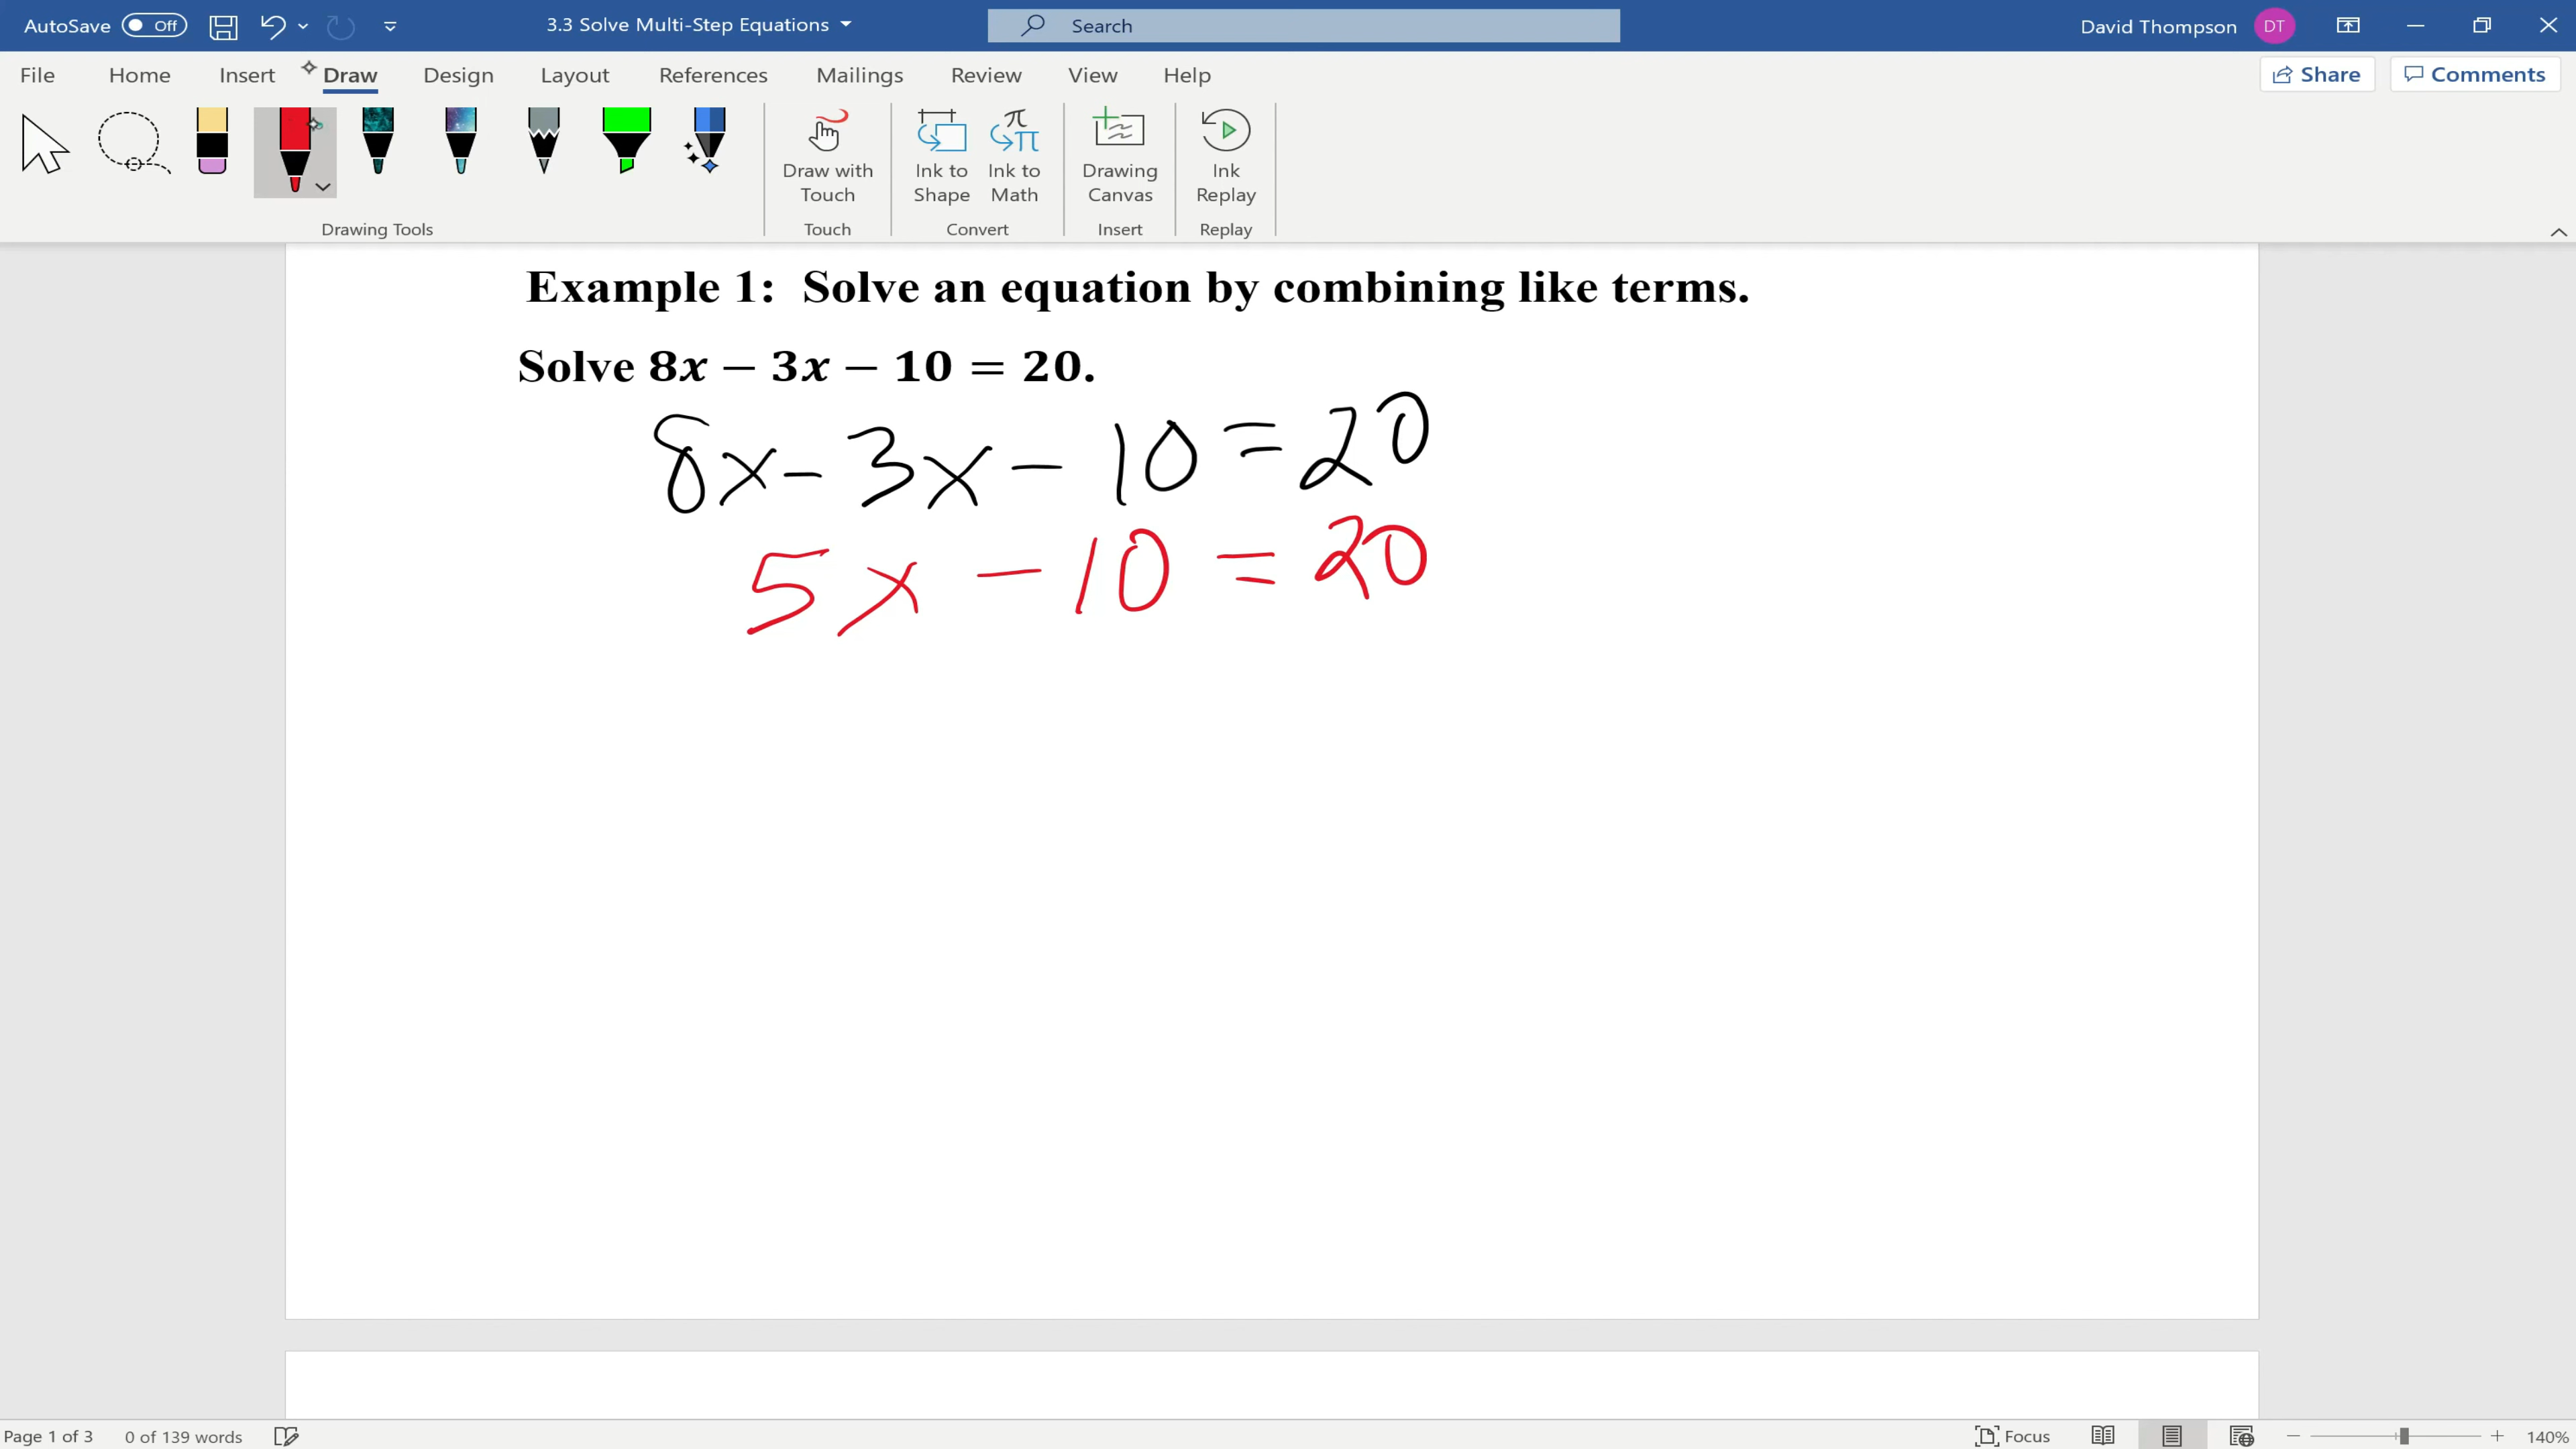 AutoSave Off 3.3 Solve Multi-Step Equations Search David Thompson DT
File Home Insert Draw Design Layout References Mailings Review View Help Share Comments
Draw with Touch Ink to Shape Ink to Math Drawing Canvas Ink Replay
Drawing Tools Touch Convert Insert Replay
Example 1: Solve an equation by combining like terms.
Solve 8x − 3x − 10 = 20.
8x - 3x - 10 = 20
5x - 10 = 20
Page 1 of 3 0 of 139 words Focus 140%